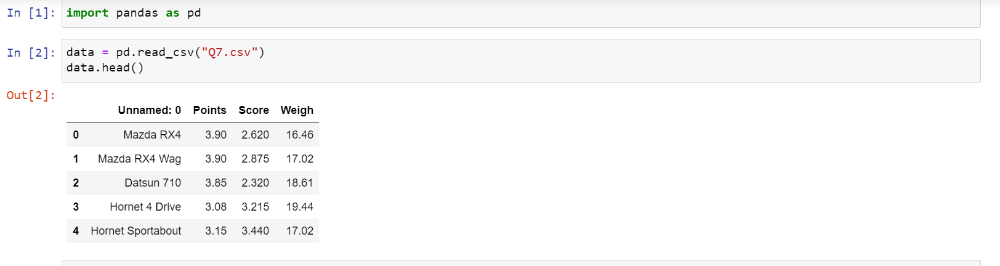 In [1]: import pandas as pd
In [2]: data = pd.read_csv("Q7.csv")
data.head()
Out[2]:
Unnamed: 0 Points Score Weigh
0 Mazda RX4 3.90 2.620 16.46
1 Mazda RX4 Wag 3.90 2.875 17.02
2 Datsun 710 3.85 2.320 18.61
3 Hornet 4 Drive 3.08 3.215 19.44
4 Hornet Sportabout 3.15 3.440 17.02